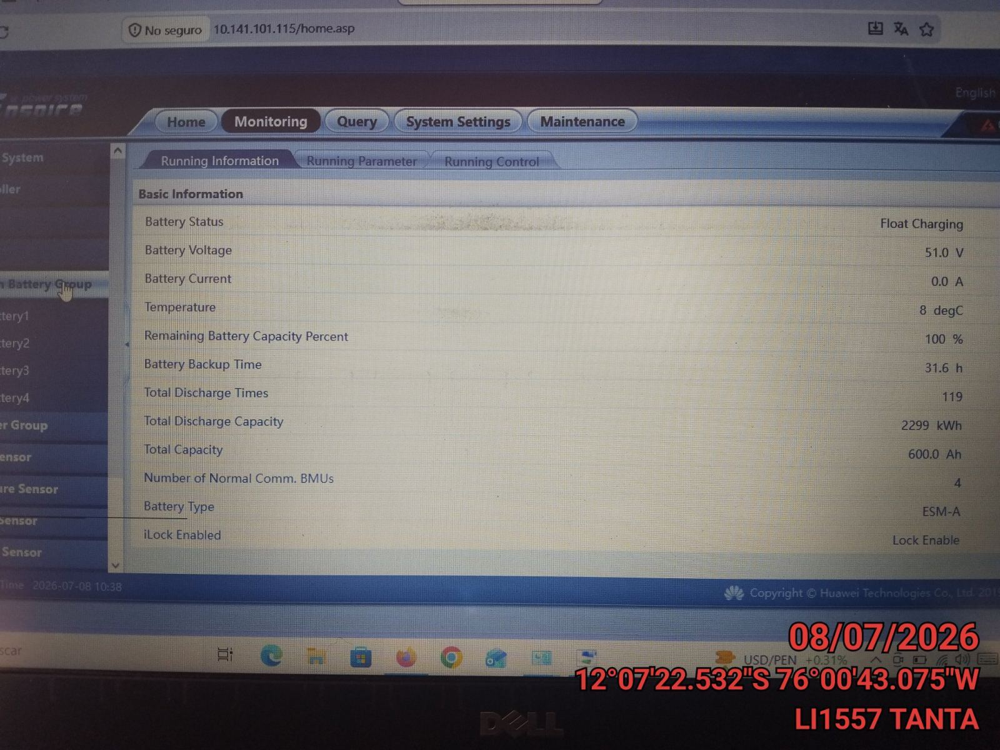 No seguro 10.141.101.115/home.asp
power system
English
Home Monitoring Query System Settings Maintenance
System
Running Information Running Parameter Running Control
Basic Information
Battery Status Float Charging
Battery Voltage 51.0 V
Battery Current 0.0 A
Battery Group
Temperature 8 degC
Remaining Battery Capacity Percent 100 %
Battery Backup Time 31.6 h
Total Discharge Times 119
Total Discharge Capacity 2299 kWh
Total Capacity 600.0 Ah
Number of Normal Comm. BMUs 4
Battery Type ESM-A
iLock Enabled Lock Enable
tery1
tery2
tery3
tery4
er Group
ensor
ure Sensor
Sensor
Sensor
Time 2026-07-08 10:38
Copyright © Huawei Technologies Co., Ltd. 201
scar
USD/PEN +0.31%
08/07/2026
12°07'22.532"S 76°00'43.075"W
LI1557 TANTA
DELL